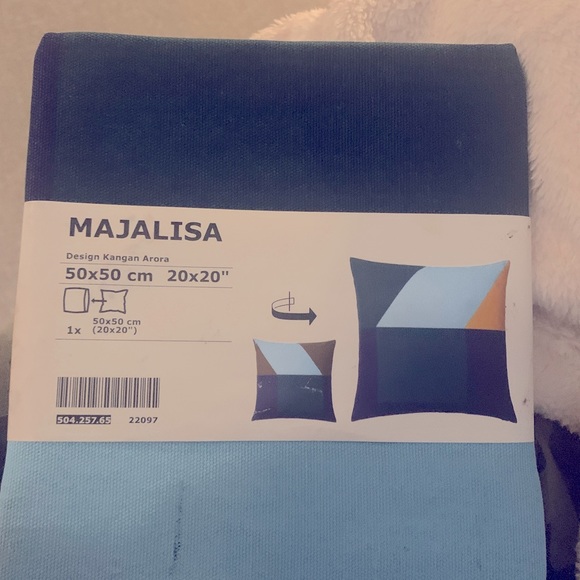 MAJALISA
Design Kangan Arora
50x50 cm 20x20"
50x50 cm
1x (20x20")
504.257.65 22097